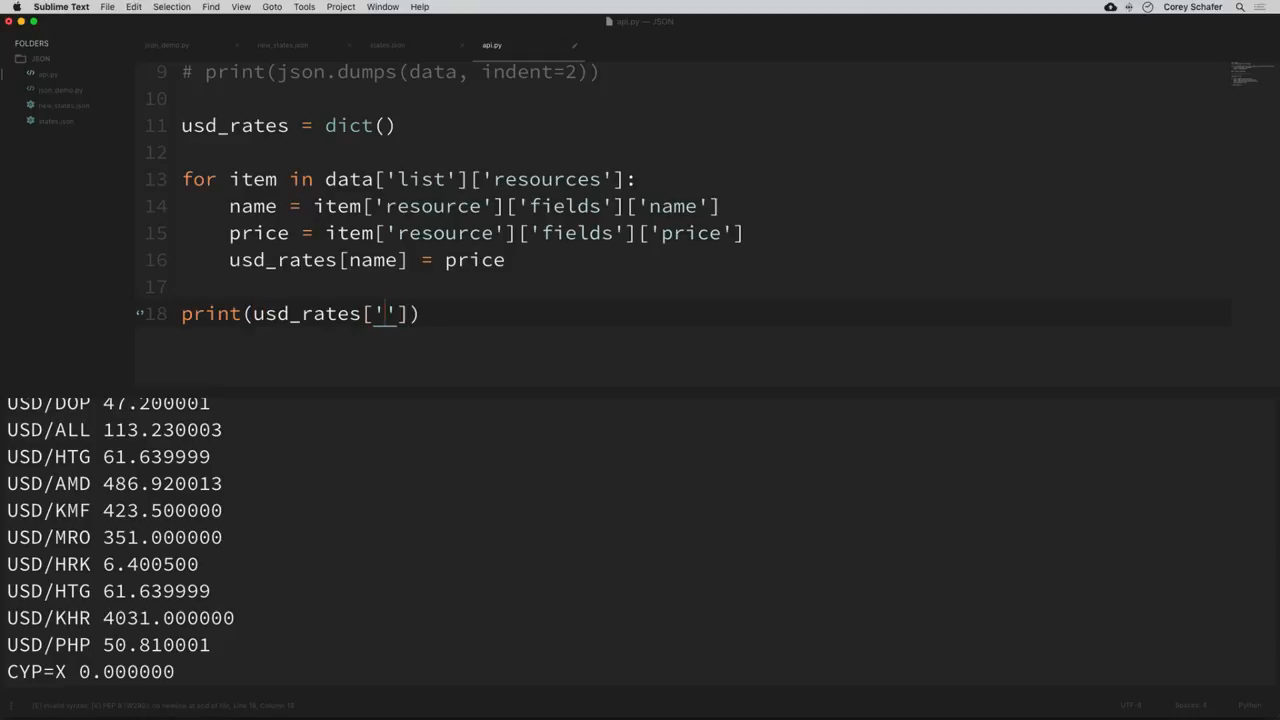 Sublime Text File Edit Selection Find View Goto Tools Project Window Help Corey Schafer
api.py — JSON
FOLDERS
JSON
api.py
json_demo.py
new_states.json
states.json
json_demo.py new_states.json states.json api.py
9 # print(json.dumps(data, indent=2))
10
11 usd_rates = dict()
12
13 for item in data['list']['resources']:
14 name = item['resource']['fields']['name']
15 price = item['resource']['fields']['price']
16 usd_rates[name] = price
17
18 print(usd_rates[''])
USD/DOP 47.200001
USD/ALL 113.230003
USD/HTG 61.639999
USD/AMD 486.920013
USD/KMF 423.500000
USD/MRO 351.000000
USD/HRK 6.400500
USD/HTG 61.639999
USD/KHR 4031.000000
USD/PHP 50.810001
CYP=X 0.000000
UTF-8 Spaces: 4 Python